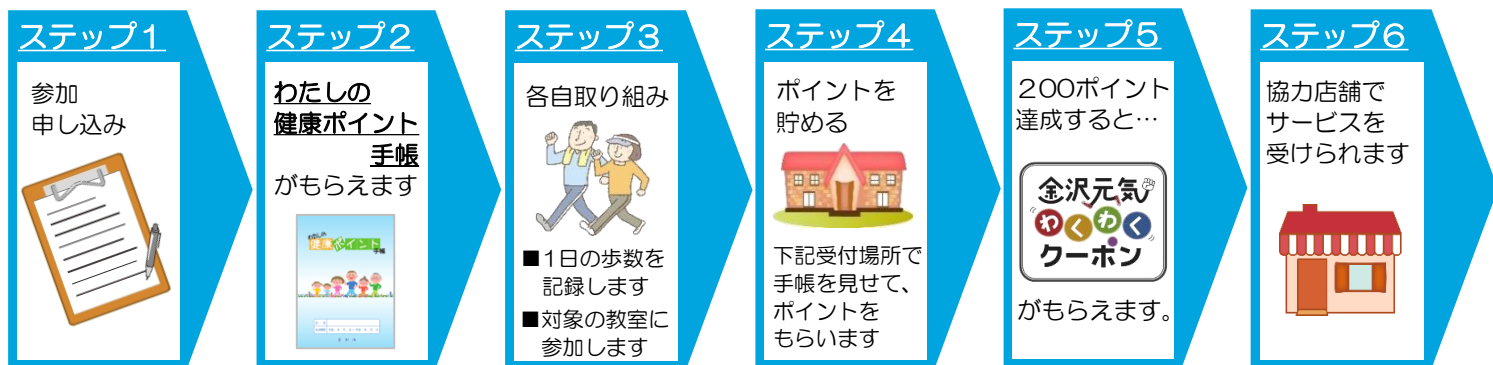 ステップ1
参加
申し込み
ステップ2
わたしの
健康ポイント
手帳
がもらえます
わたしの
健康ポイント
手帳
ステップ3
各自取り組み
■1日の歩数を
記録します
■対象の教室に
参加します
ステップ4
ポイントを
貯める
下記受付場所で
手帳を見せて、
ポイントを
もらいます
ステップ5
200ポイント
達成すると…
金沢元気
わくわく
クーポン
がもらえます。
ステップ6
協力店舗で
サービスを
受けられます